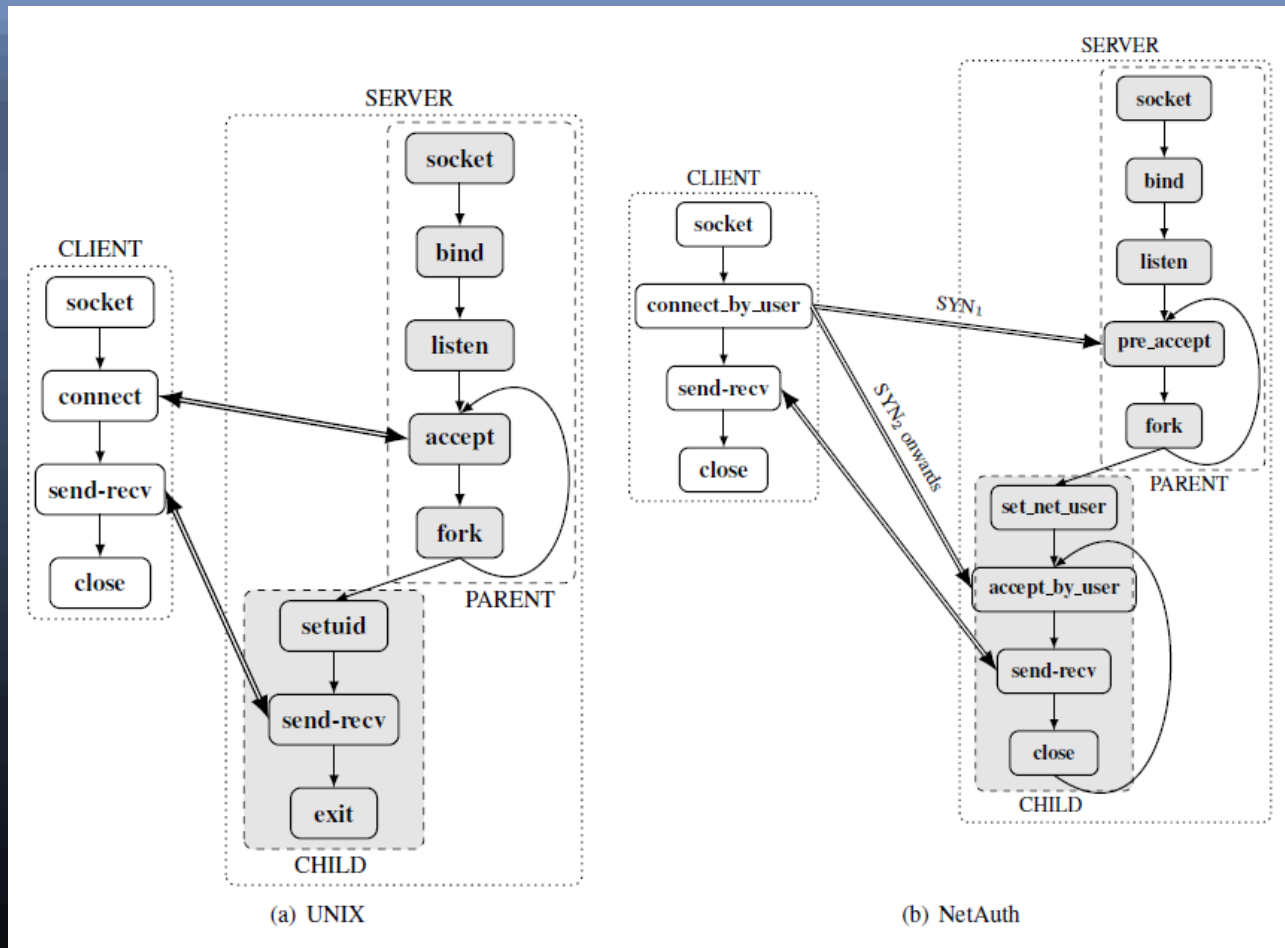 SERVER
socket
bind
listen
accept
fork
PARENT
CLIENT
socket
connect
send-recv
close
setuid
send-recv
exit
CHILD
(a) UNIX
SERVER
socket
bind
listen
pre_accept
fork
PARENT
CLIENT
socket
connect_by_user
send-recv
close
SYN₁
SYN₂ onwards
set_net_user
accept_by_user
send-recv
close
CHILD
(b) NetAuth